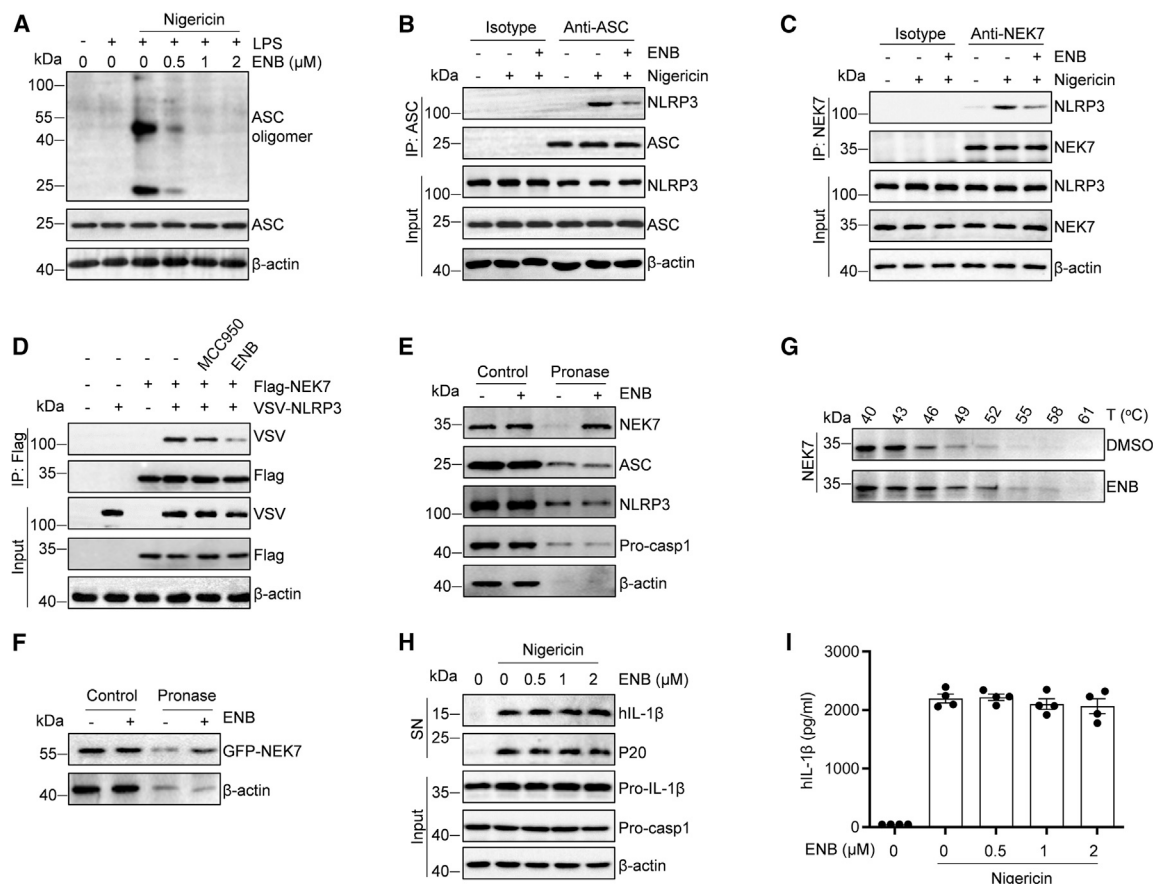 A
Nigericin
- + + + + + LPS
kDa 0 0 0 0.5 1 2 ENB (μM)
100
55
40
ASC
oligomer
25
25 ASC
40 β-actin
B
Isotype Anti-ASC
- - + - - + ENB
kDa - + + - + + Nigericin
IP: ASC
100 NLRP3
25 ASC
Input
100 NLRP3
25 ASC
40 β-actin
C
Isotype Anti-NEK7
- - + - - + ENB
kDa - + + - + + Nigericin
IP: NEK7
100 NLRP3
35 NEK7
Input
100 NLRP3
35 NEK7
40 β-actin
D
- - - - MCC950 ENB
- - + + + + Flag-NEK7
kDa - + - + + + VSV-NLRP3
IP: Flag
100 VSV
35 Flag
Input
100 VSV
35 Flag
40 β-actin
E
Control Pronase
kDa - + - + ENB
35 NEK7
25 ASC
100 NLRP3
40 Pro-casp1
40 β-actin
G
kDa 40 43 46 49 52 55 58 61 T (°C)
NEK7
35 DMSO
35 ENB
F
kDa Control Pronase
- + - + ENB
55 GFP-NEK7
40 β-actin
H
Nigericin
kDa 0 0 0.5 1 2 ENB (μM)
SN
15 hIL-1β
25 P20
Input
35 Pro-IL-1β
40 Pro-casp1
40 β-actin
I
hIL-1β (pg/ml)
3000
2000
1000
0
ENB (μM) 0 0 0.5 1 2
Nigericin